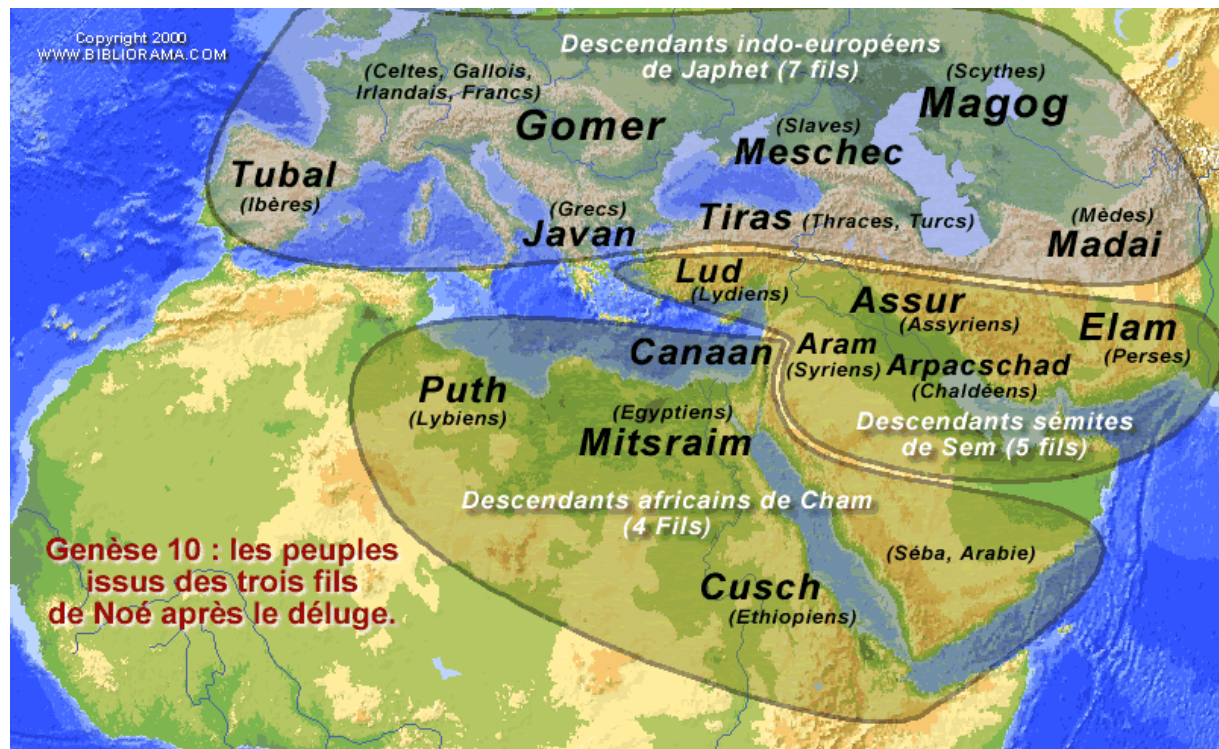 Copyright 2000
WWW.BIBLIORAMA.COM
Descendants indo-européens
de Japhet (7 fils)
(Celtes, Gallois,
Irlandais, Francs)
Gomer
(Scythes)
Magog
(Slaves)
Meschec
Tubal
(Ibères)
(Grecs)
Javan
Tiras (Thraces, Turcs)
(Mèdes)
Madai
Lud
(Lydiens)
Assur
(Assyriens)
Elam
(Perses)
Aram
(Syriens)
Arpacschad
(Chaldéens)
Descendants sémites
de Sem (5 fils)
Canaan
Puth
(Lybiens)
(Egyptiens)
Mitsraim
Descendants africains de Cham
(4 Fils)
(Séba, Arabie)
Cusch
(Ethiopiens)
Genèse 10 : les peuples
issus des trois fils
de Noé après le déluge.